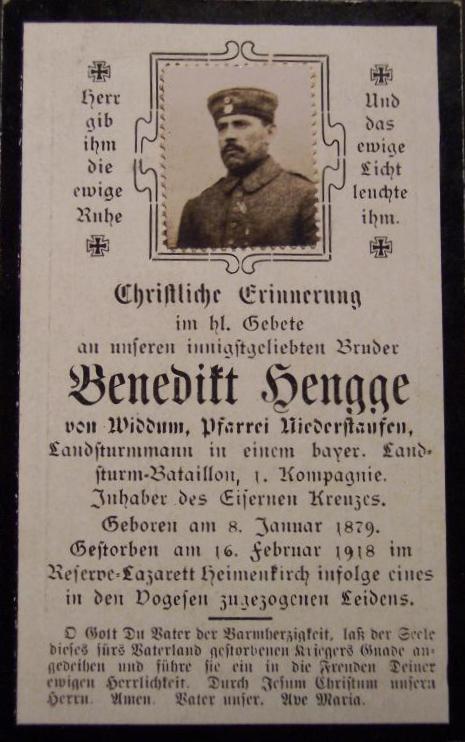 Herr
gib
ihm
die
ewige
Ruhe
Und
das
ewige
Licht
leuchte
ihm.
Christliche Erinnerung
im hl. Gebete
an unseren innigstgeliebten Bruder
Benedikt Hengge
von Widdum, Pfarrei Niederstaufen,
Landsturmmann in einem bayer. Land-
sturm-Bataillon, 1. Kompagnie.
Inhaber des Eisernen Kreuzes.
Geboren am 8. Januar 1879.
Gestorben am 16. Februar 1918 im
Reserve-Lazarett Heimenkirch infolge eines
in den Vogesen zugezogenen Leidens.
O Gott Du Vater der Barmherzigkeit, laß der Seele
dieses fürs Vaterland gestorbenen Kriegers Gnade an-
gedeihen und führe sie ein in die Freuden Deiner
ewigen Herrlichkeit. Durch Jesum Christum unsern
Herrn. Amen. Vater unser. Ave Maria.